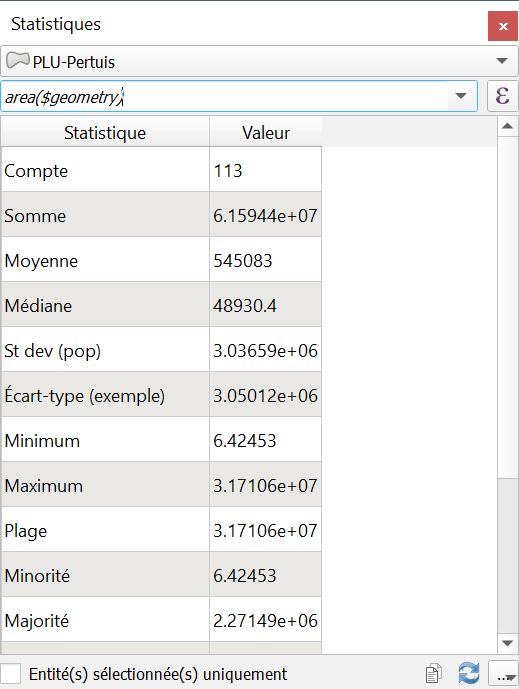 Statistiques
PLU-Pertuis
area($geometry)
ε
Statistique Valeur
Compte 113
Somme 6.15944e+07
Moyenne 545083
Médiane 48930.4
St dev (pop) 3.03659e+06
Écart-type (exemple) 3.05012e+06
Minimum 6.42453
Maximum 3.17106e+07
Plage 3.17106e+07
Minorité 6.42453
Majorité 2.27149e+06
Entité(s) sélectionnée(s) uniquement
...